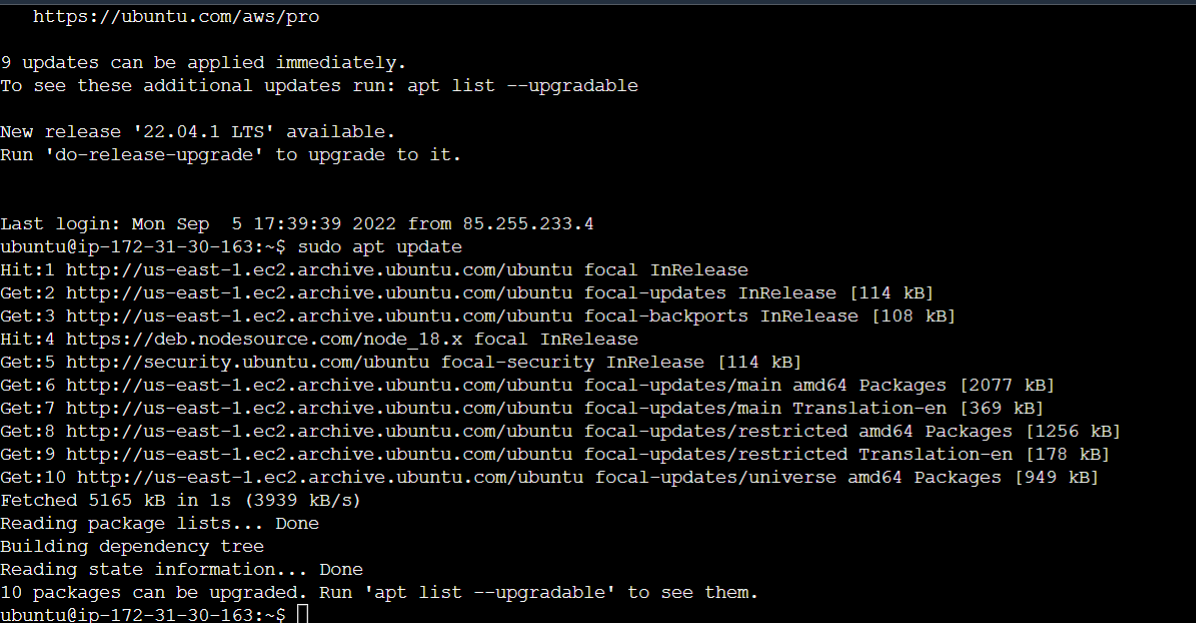 https://ubuntu.com/aws/pro
9 updates can be applied immediately.
To see these additional updates run: apt list --upgradable
New release '22.04.1 LTS' available.
Run 'do-release-upgrade' to upgrade to it.
Last login: Mon Sep  5 17:39:39 2022 from 85.255.233.4
ubuntu@ip-172-31-30-163:~$ sudo apt update
Hit:1 http://us-east-1.ec2.archive.ubuntu.com/ubuntu focal InRelease
Get:2 http://us-east-1.ec2.archive.ubuntu.com/ubuntu focal-updates InRelease [114 kB]
Get:3 http://us-east-1.ec2.archive.ubuntu.com/ubuntu focal-backports InRelease [108 kB]
Hit:4 https://deb.nodesource.com/node_18.x focal InRelease
Get:5 http://security.ubuntu.com/ubuntu focal-security InRelease [114 kB]
Get:6 http://us-east-1.ec2.archive.ubuntu.com/ubuntu focal-updates/main amd64 Packages [2077 kB]
Get:7 http://us-east-1.ec2.archive.ubuntu.com/ubuntu focal-updates/main Translation-en [369 kB]
Get:8 http://us-east-1.ec2.archive.ubuntu.com/ubuntu focal-updates/restricted amd64 Packages [1256 kB]
Get:9 http://us-east-1.ec2.archive.ubuntu.com/ubuntu focal-updates/restricted Translation-en [178 kB]
Get:10 http://us-east-1.ec2.archive.ubuntu.com/ubuntu focal-updates/universe amd64 Packages [949 kB]
Fetched 5165 kB in 1s (3939 kB/s)
Reading package lists... Done
Building dependency tree
Reading state information... Done
10 packages can be upgraded. Run 'apt list --upgradable' to see them.
ubuntu@ip-172-31-30-163:~$